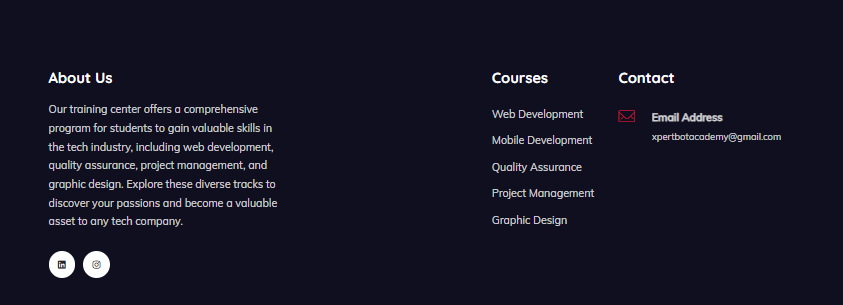 About Us
Our training center offers a comprehensive
program for students to gain valuable skills in
the tech industry, including web development,
quality assurance, project management, and
graphic design. Explore these diverse tracks to
discover your passions and become a valuable
asset to any tech company.
in
Courses
Web Development
Mobile Development
Quality Assurance
Project Management
Graphic Design
Contact
Email Address
xpertbotacademy@gmail.com